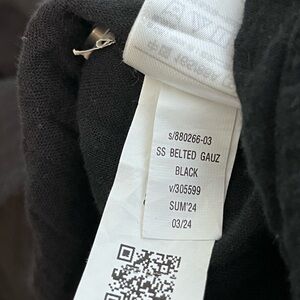 s/880266-03
SS BELTED GAUZ
BLACK
v/305599
SUM'24
03/24